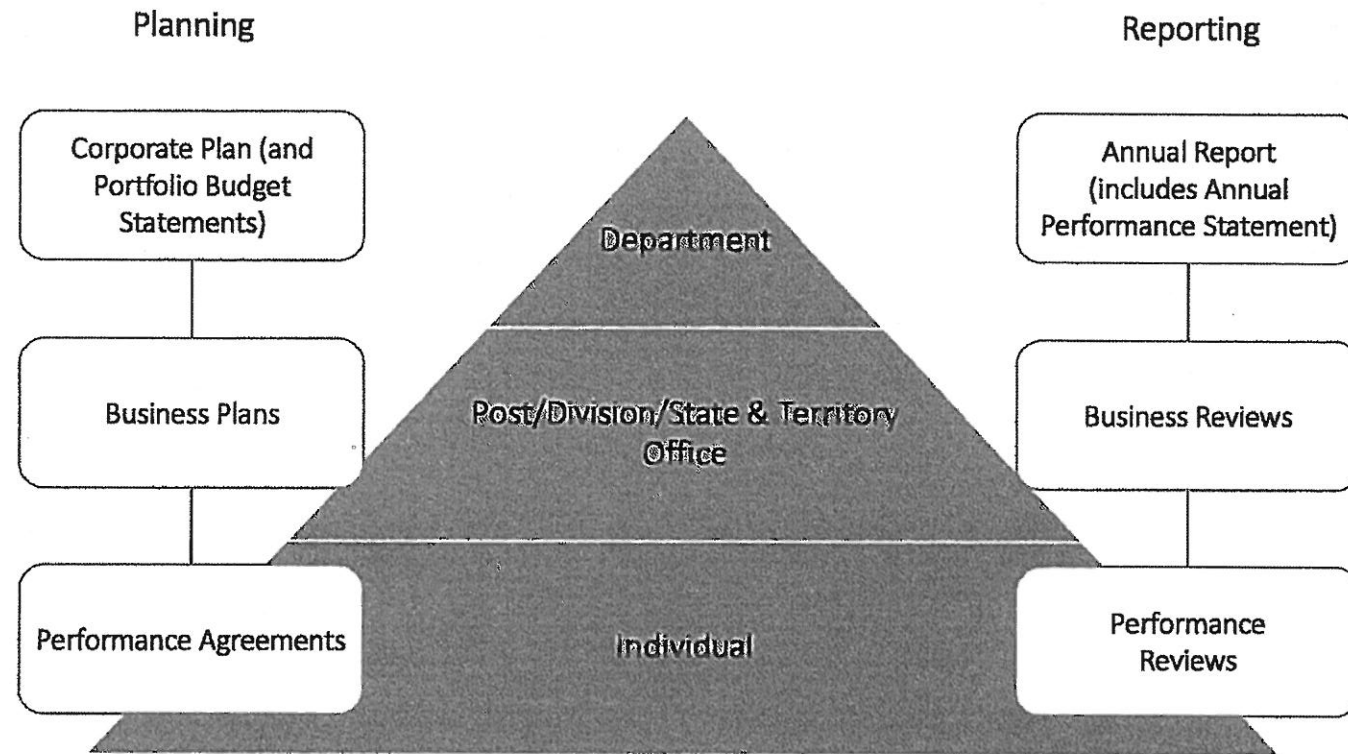 Planning
Reporting
Corporate Plan (and
Portfolio Budget
Statements)
Department
Annual Report
(includes Annual
Performance Statement)
Business Plans
Post/Division/State & Territory
Office
Business Reviews
Performance Agreements
Individual
Performance
Reviews